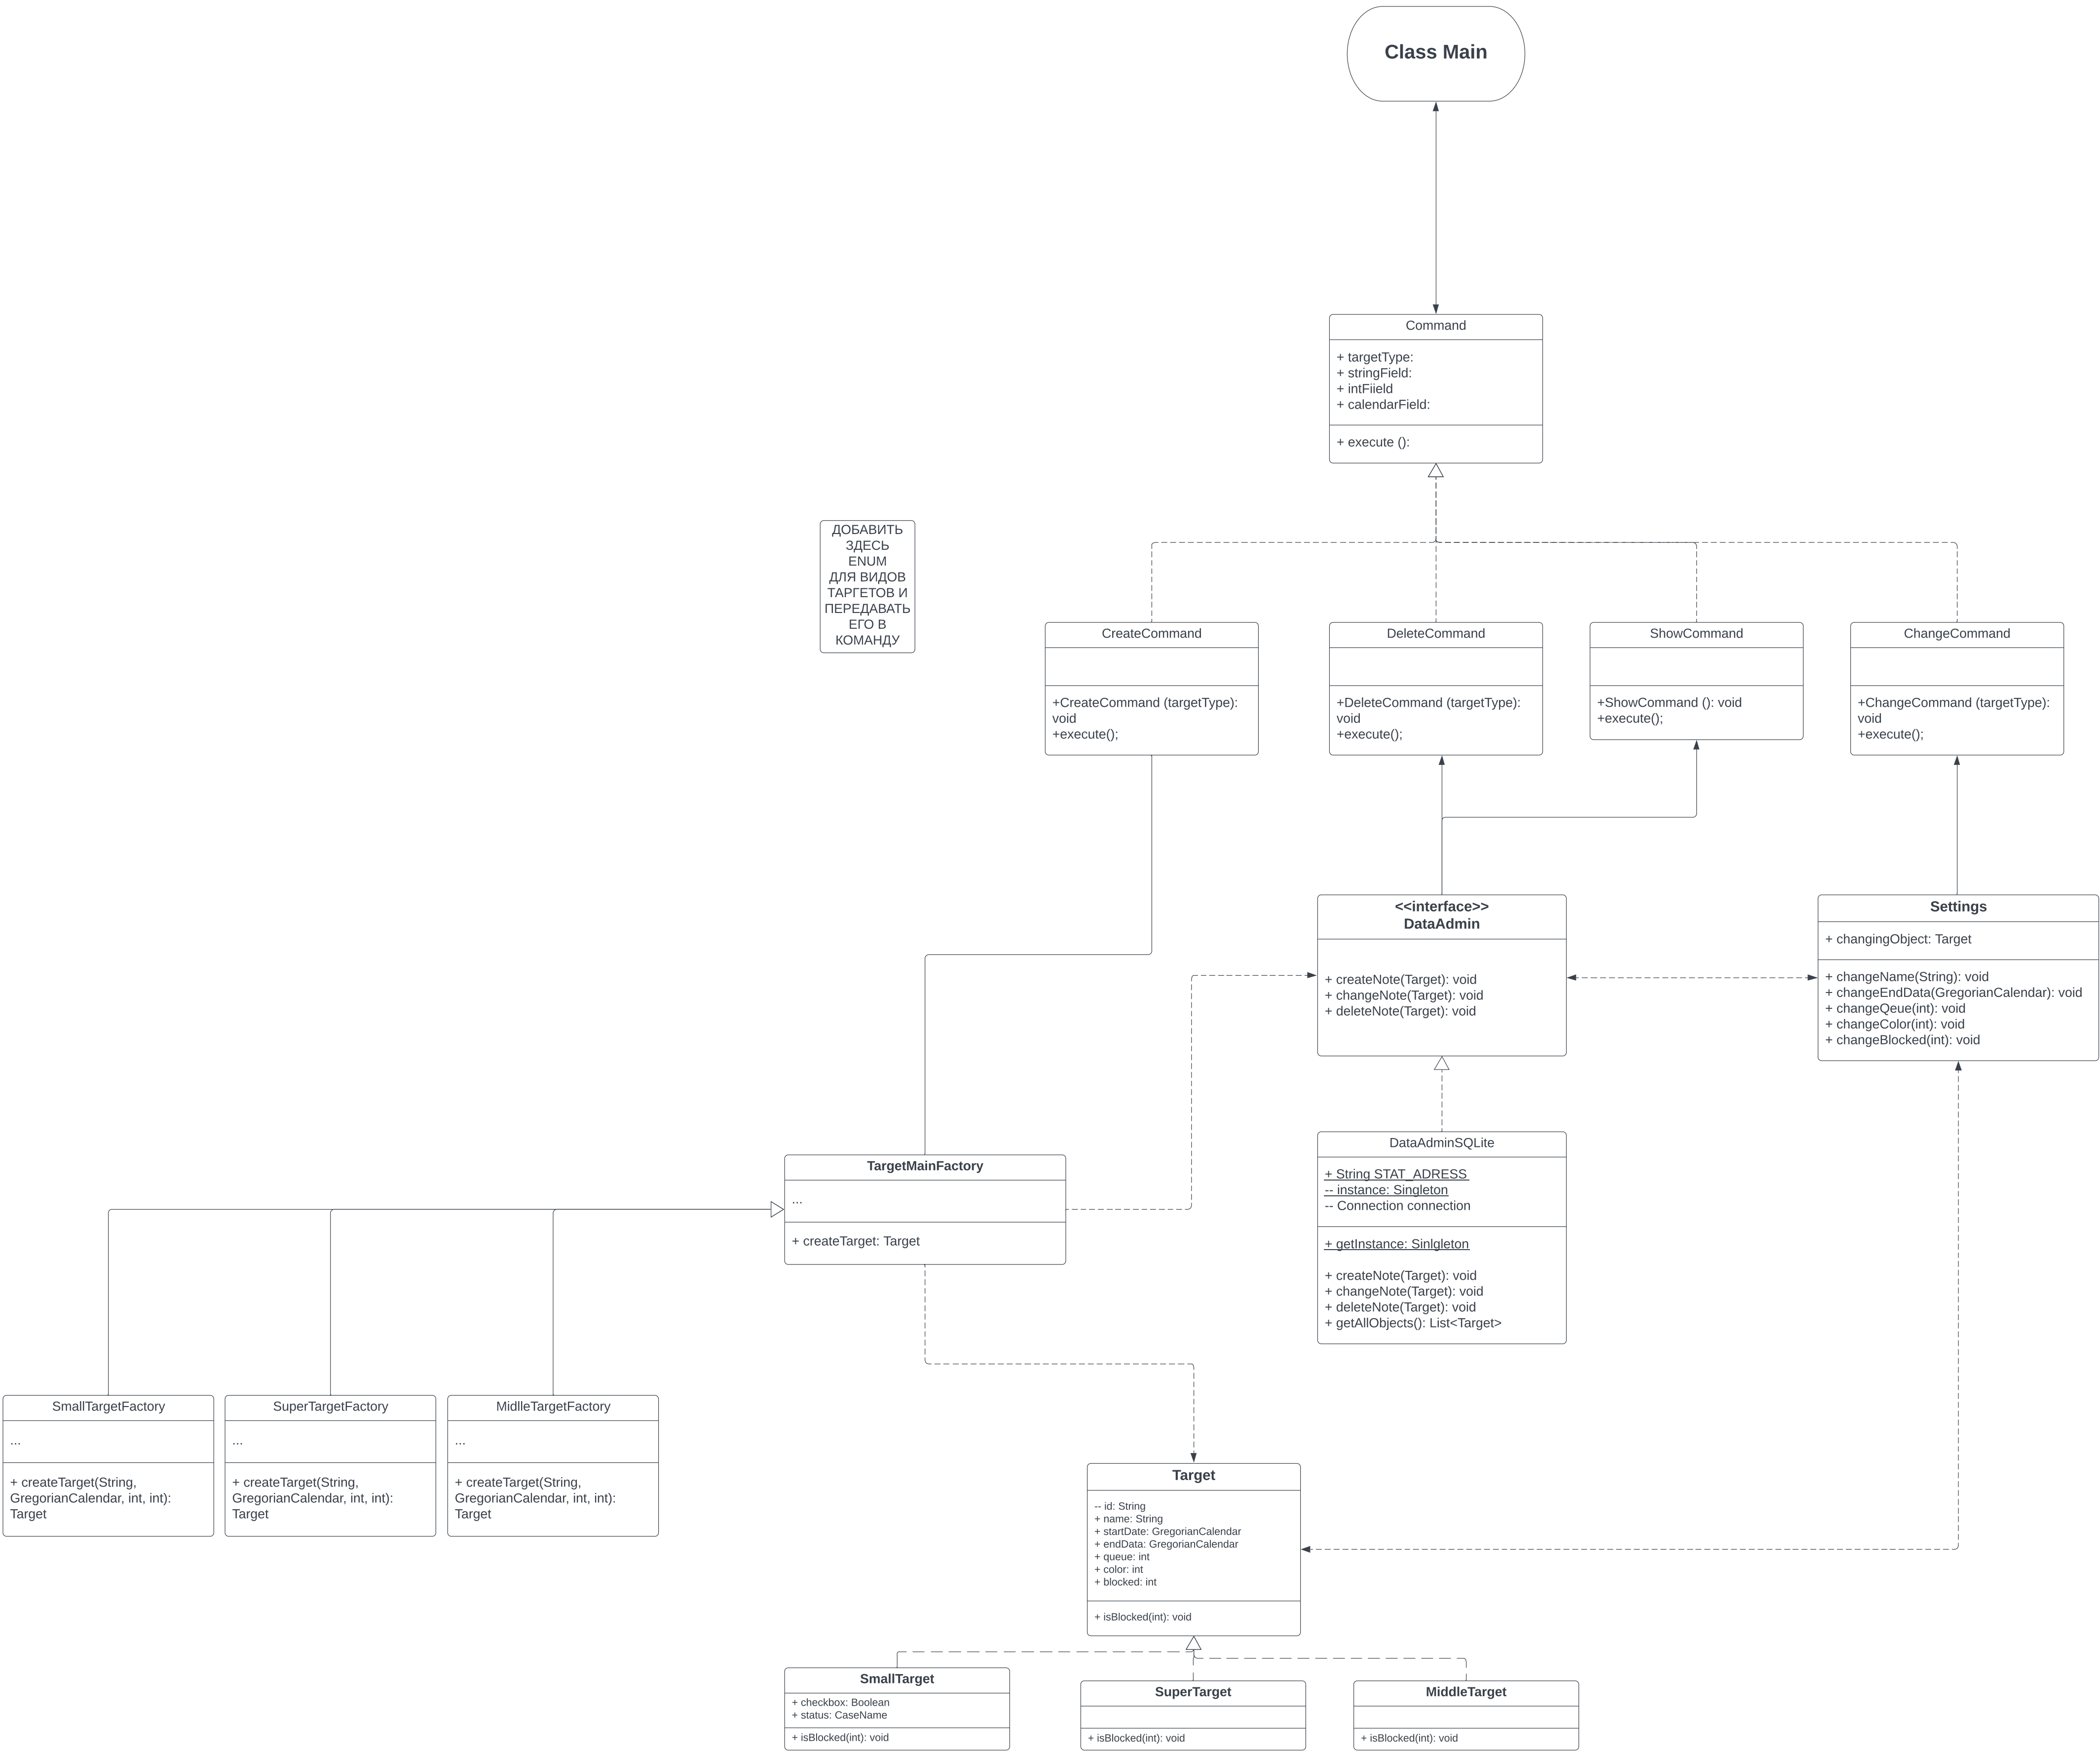 Class Main
Command
+ targetType:
+ stringField:
+ intFiield
+ calendarField:
+ execute ():
ДОБАВИТЬ
ЗДЕСЬ
ENUM
ДЛЯ ВИДОВ
ТАРГЕТОВ И
ПЕРЕДАВАТЬ
ЕГО В
КОМАНДУ
CreateCommand
+CreateCommand (targetType):
void
+execute();
DeleteCommand
+DeleteCommand (targetType):
void
+execute();
ShowCommand
+ShowCommand (): void
+execute();
ChangeCommand
+ChangeCommand (targetType):
void
+execute();
<<interface>>
DataAdmin
+ createNote(Target): void
+ changeNote(Target): void
+ deleteNote(Target): void
Settings
+ changingObject: Target
+ changeName(String): void
+ changeEndData(GregorianCalendar): void
+ changeQeue(int): void
+ changeColor(int): void
+ changeBlocked(int): void
DataAdminSQLite
+ String STAT_ADRESS
-- instance: Singleton
-- Connection connection
+ getInstance: Sinlgleton
+ createNote(Target): void
+ changeNote(Target): void
+ deleteNote(Target): void
+ getAllObjects(): List<Target>
TargetMainFactory
...
+ createTarget: Target
SmallTargetFactory
...
+ createTarget(String,
GregorianCalendar, int, int):
Target
SuperTargetFactory
...
+ createTarget(String,
GregorianCalendar, int, int):
Target
MidlleTargetFactory
...
+ createTarget(String,
GregorianCalendar, int, int):
Target
Target
-- id: String
+ name: String
+ startDate: GregorianCalendar
+ endData: GregorianCalendar
+ queue: int
+ color: int
+ blocked: int
+ isBlocked(int): void
SmallTarget
+ checkbox: Boolean
+ status: CaseName
+ isBlocked(int): void
SuperTarget
+ isBlocked(int): void
MiddleTarget
+ isBlocked(int): void